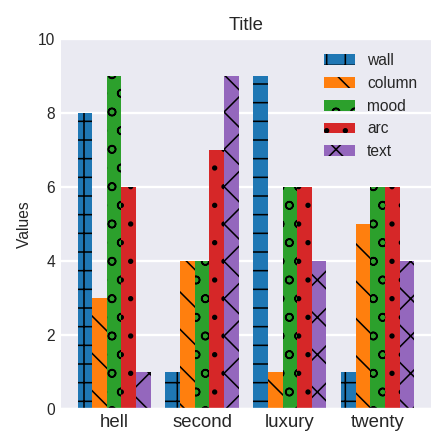 Title
10
8
6
4
2
0
Values
wall
column
mood
arc
text
hell second luxury twenty